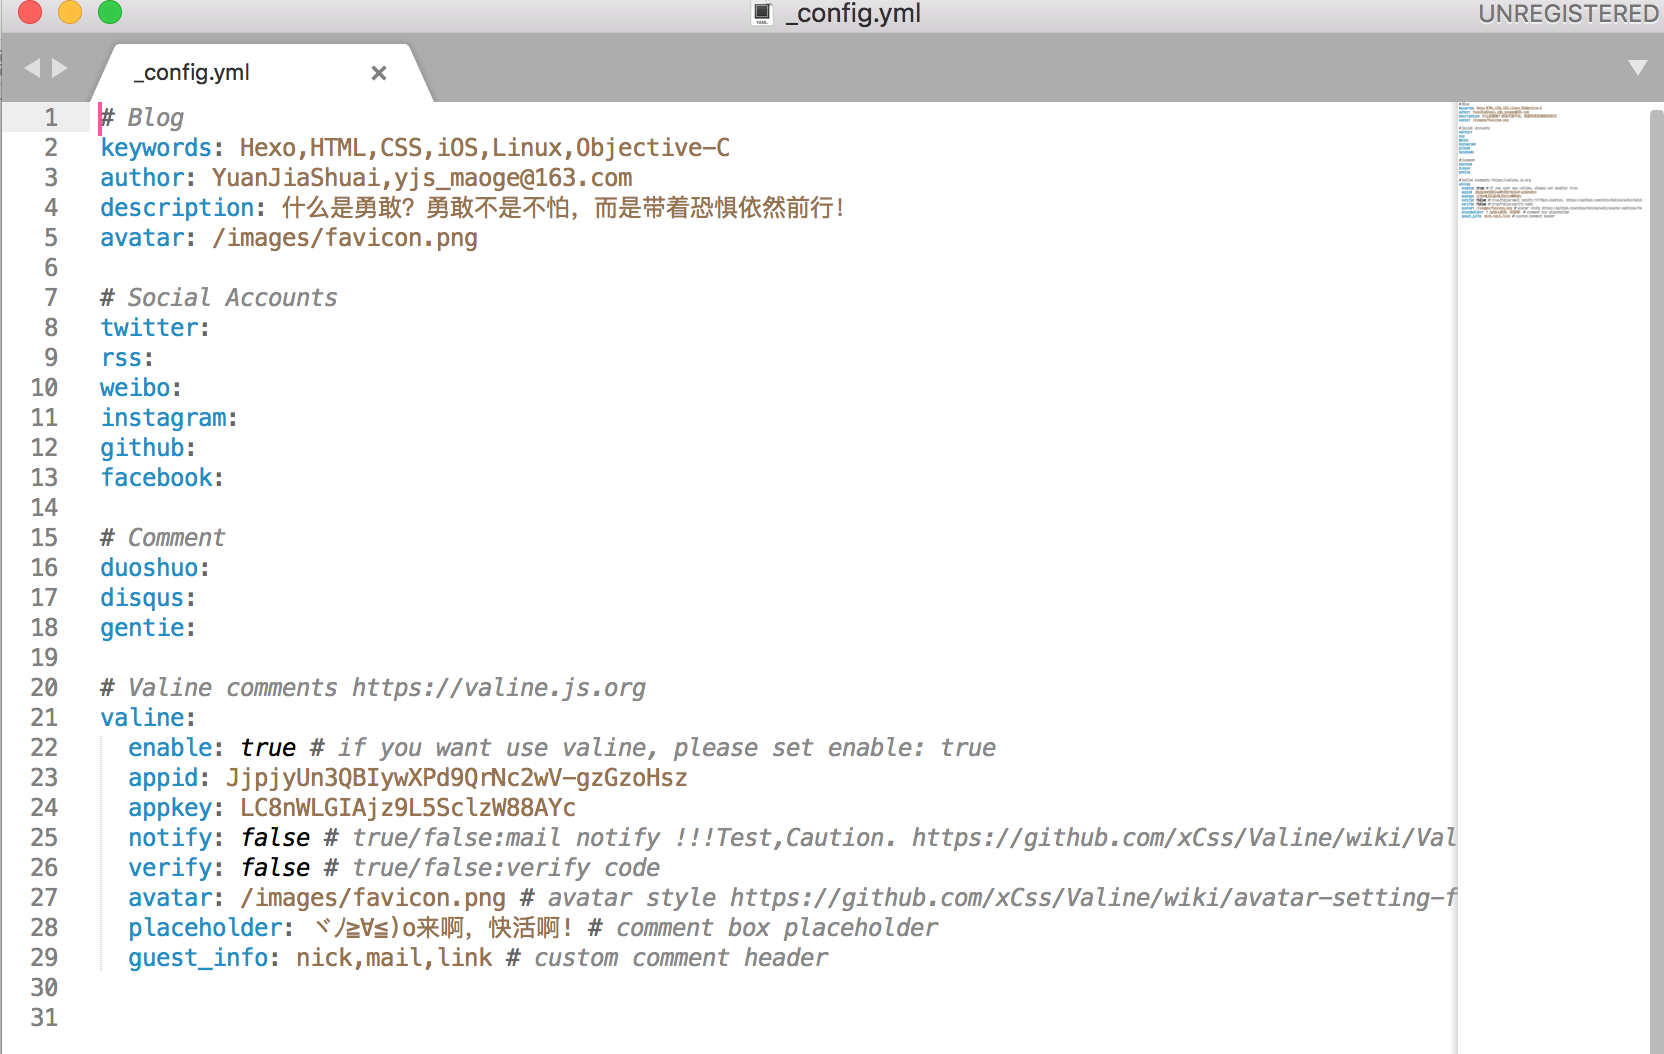 _config.yml
UNREGISTERED
_config.yml ×
1 # Blog
2 keywords: Hexo,HTML,CSS,iOS,Linux,Objective-C
3 author: YuanJiaShuai,yjs_maoge@163.com
4 description: 什么是勇敢？勇敢不是不怕，而是带着恐惧依然前行！
5 avatar: /images/favicon.png
6
7 # Social Accounts
8 twitter:
9 rss:
10 weibo:
11 instagram:
12 github:
13 facebook:
14
15 # Comment
16 duoshuo:
17 disqus:
18 gentie:
19
20 # Valine comments https://valine.js.org
21 valine:
22 enable: true # if you want use valine, please set enable: true
23 appid: JjpjyUn3QBIywXPd9QrNc2wV-gzGzoHsz
24 appkey: LC8nWLGIAjz9L5SclzW88AYc
25 notify: false # true/false:mail notify !!!Test,Caution. https://github.com/xCss/Valine/wiki/Val
26 verify: false # true/false:verify code
27 avatar: /images/favicon.png # avatar style https://github.com/xCss/Valine/wiki/avatar-setting-f
28 placeholder: ヾﾉ≧∀≦)o来啊，快活啊！ # comment box placeholder
29 guest_info: nick,mail,link # custom comment header
30
31